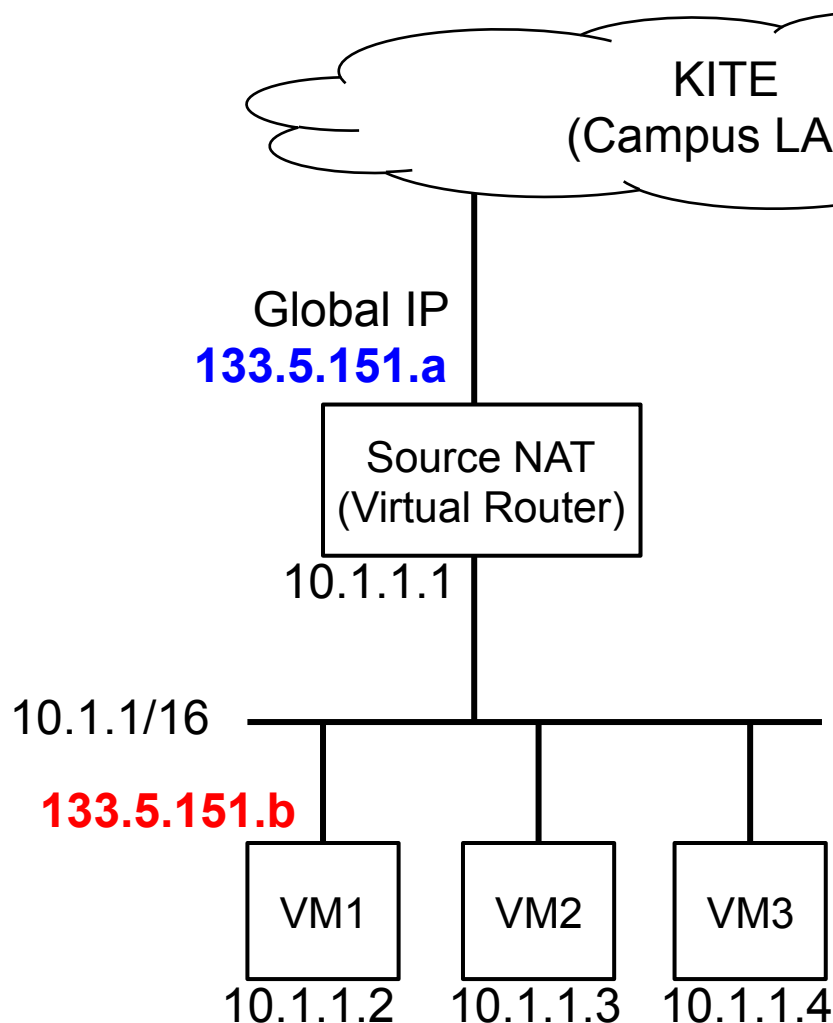 KITE
(Campus LA
Global IP
133.5.151.a
Source NAT
(Virtual Router)
10.1.1.1
10.1.1/16
133.5.151.b
VM1
VM2
VM3
10.1.1.2
10.1.1.3
10.1.1.4